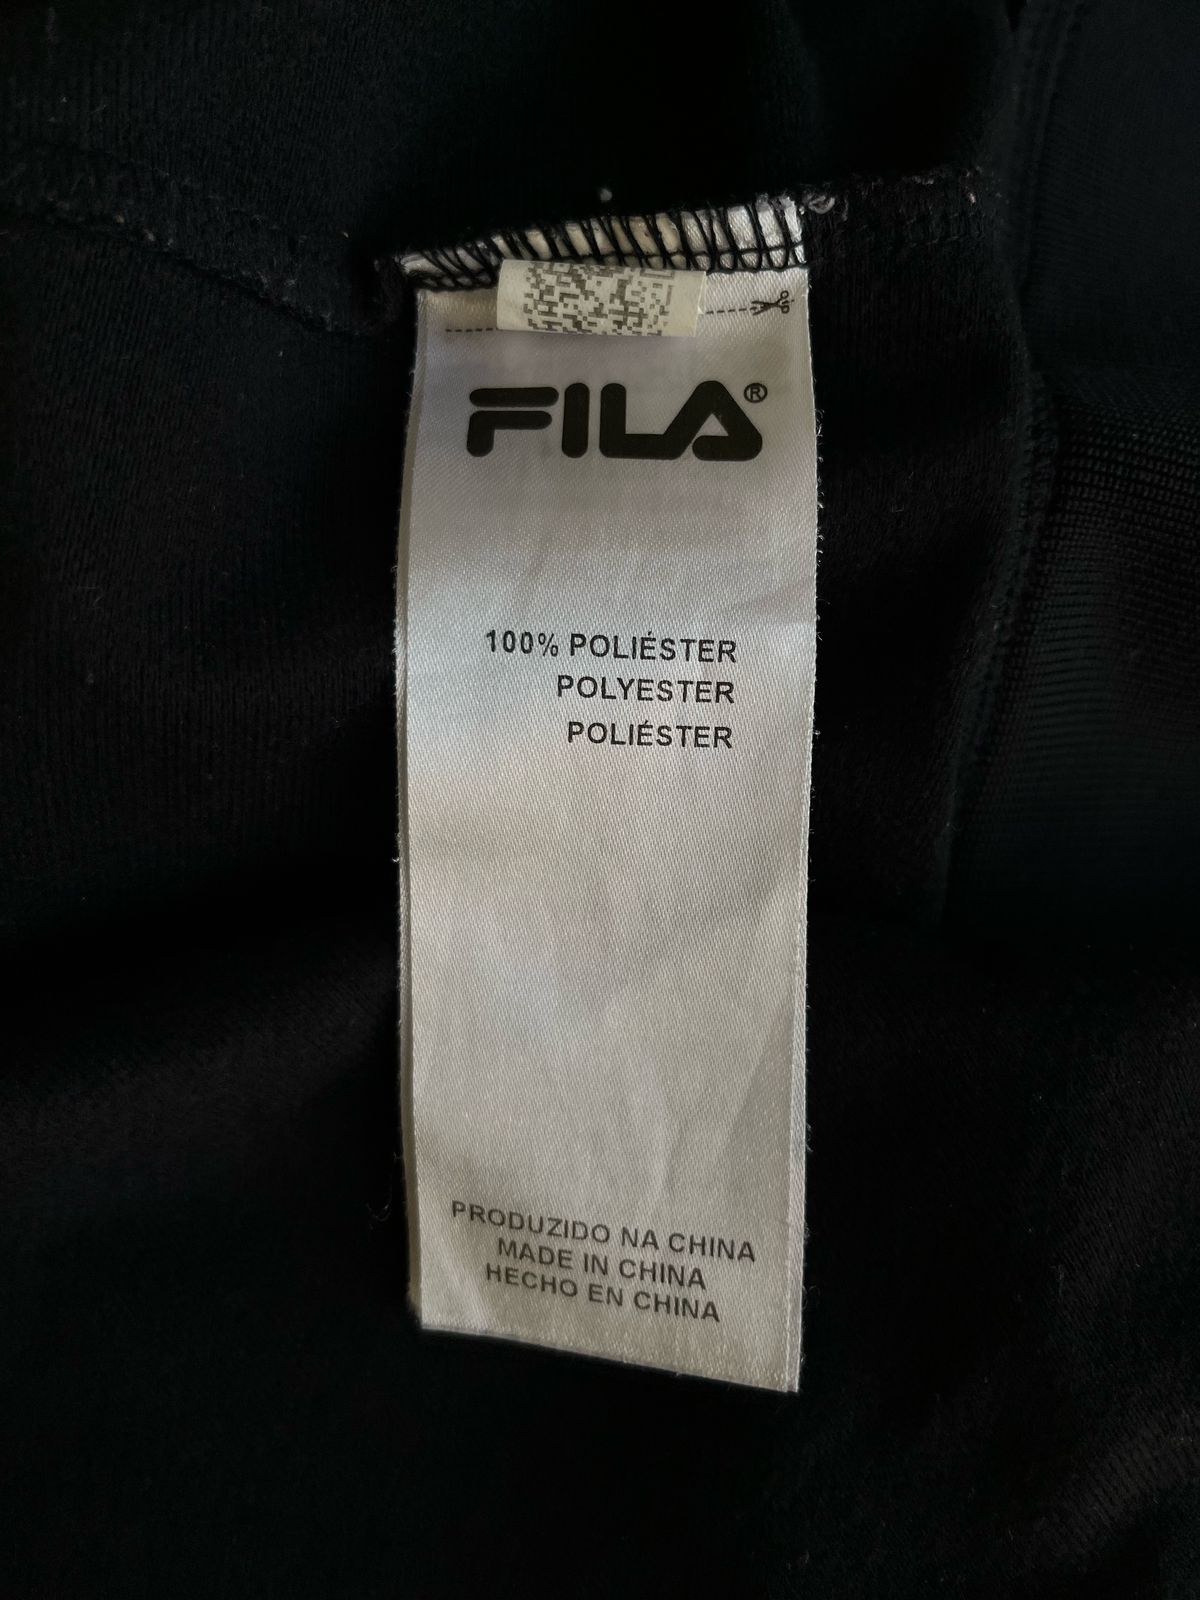 FILA®
100% POLIÉSTER
POLYESTER
POLIÉSTER
PRODUZIDO NA CHINA
MADE IN CHINA
HECHO EN CHINA